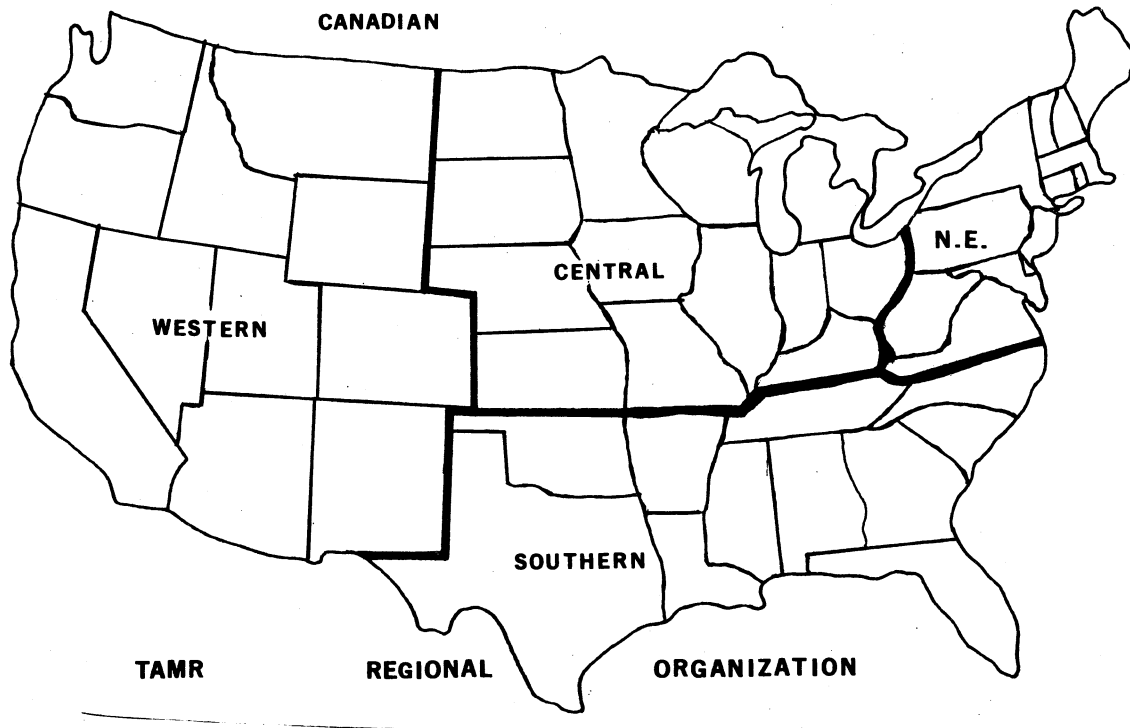 CANADIAN
N.E.
CENTRAL
WESTERN
SOUTHERN
TAMR REGIONAL ORGANIZATION